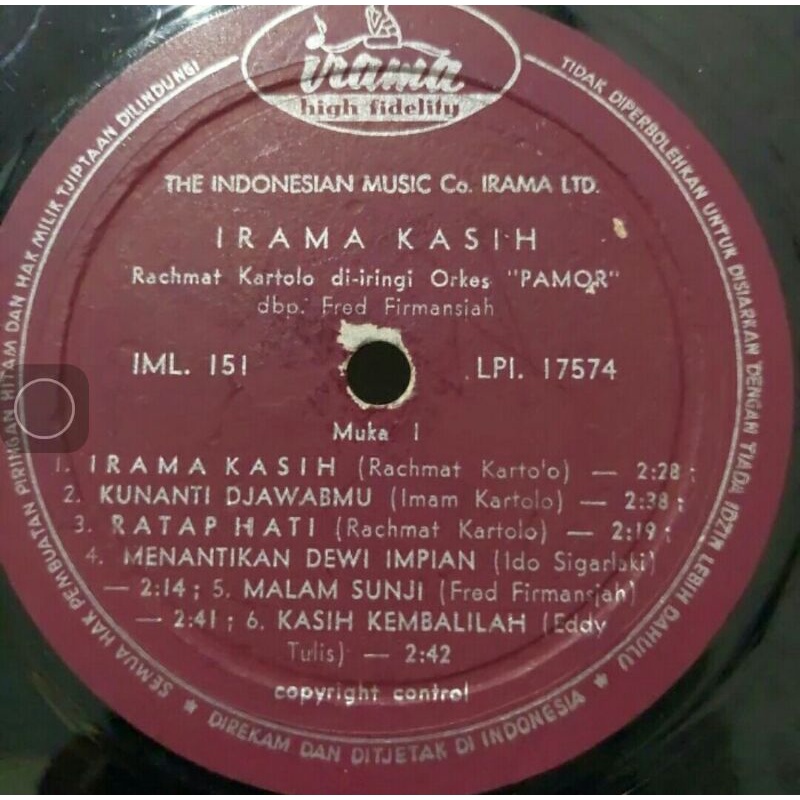 irama
high fidelity
THE INDONESIAN MUSIC Co. IRAMA LTD.
IRAMA KASIH
Rachmat Kartolo di-iringi Orkes "PAMOR"
dbp. Fred Firmansjah
IML. 151
LPI. 17574
Muka 1
1. IRAMA KASIH (Rachmat Kartolo) — 2:28 ;
2. KUNANTI DJAWABMU (Imam Kartolo) — 2:38 ;
3. RATAP HATI (Rachmat Kartolo) — 2:19 ;
4. MENANTIKAN DEWI IMPIAN (Ido Sigarlaki)
— 2:14 ; 5. MALAM SUNJI (Fred Firmansjah)
— 2:41 ; 6. KASIH KEMBALILAH (Eddy
Tulis) — 2:42
copyright control
SEMUA HAK PEMBUATAN PIRINGAN HITAM DAN HAK MILIK TJIPTAAN DILINDUNGI
TIDAK DIPERBOLEHKAN UNTUK DISIARKAN DENGAN TIADA IDZIN LEBIH DAHULU
★ DIREKAM DAN DITJETAK DI INDONESIA ★